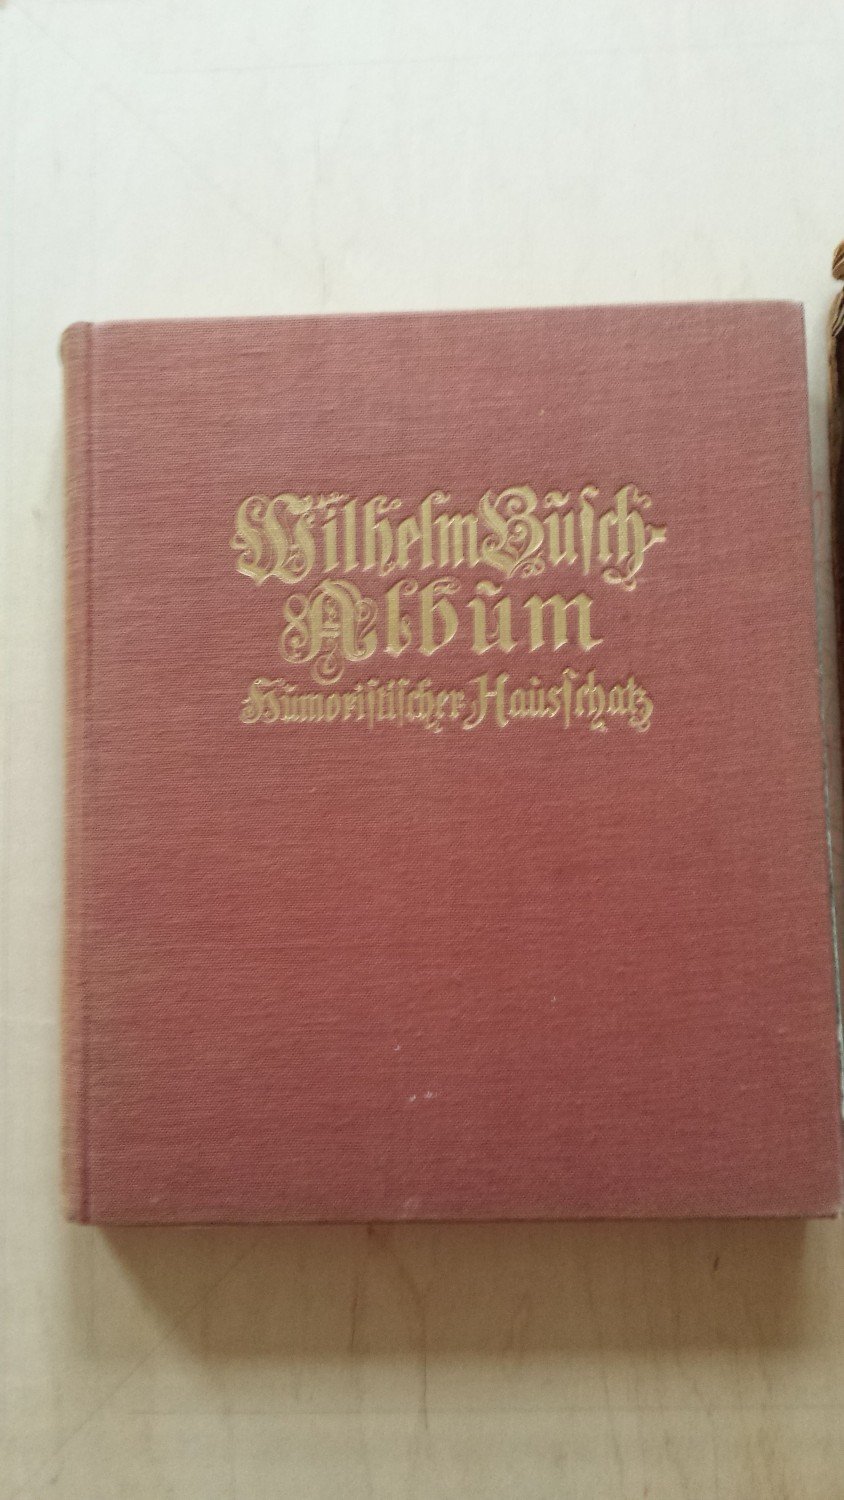 Wilhelm Busch-
Album
Humoristischer Hausschatz